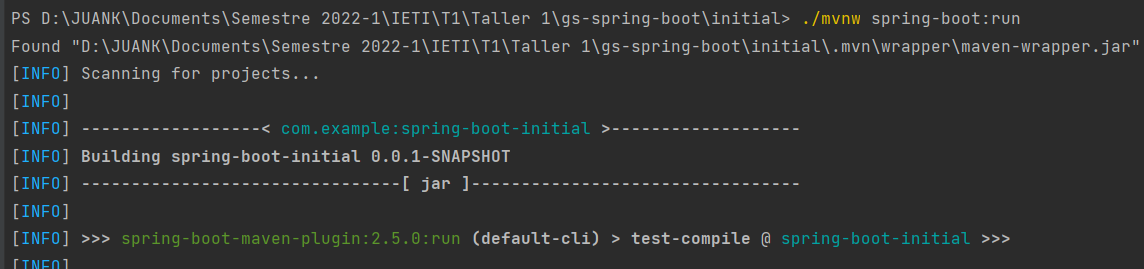 PS D:\JUANK\Documents\Semestre 2022-1\IETI\T1\Taller 1\gs-spring-boot\initial> ./mvnw spring-boot:run
Found "D:\JUANK\Documents\Semestre 2022-1\IETI\T1\Taller 1\gs-spring-boot\initial\.mvn\wrapper\maven-wrapper.jar"
[INFO] Scanning for projects...
[INFO]
[INFO] ------------------< com.example:spring-boot-initial >-------------------
[INFO] Building spring-boot-initial 0.0.1-SNAPSHOT
[INFO] --------------------------------[ jar ]---------------------------------
[INFO]
[INFO] >>> spring-boot-maven-plugin:2.5.0:run (default-cli) > test-compile @ spring-boot-initial >>>
[INFO]